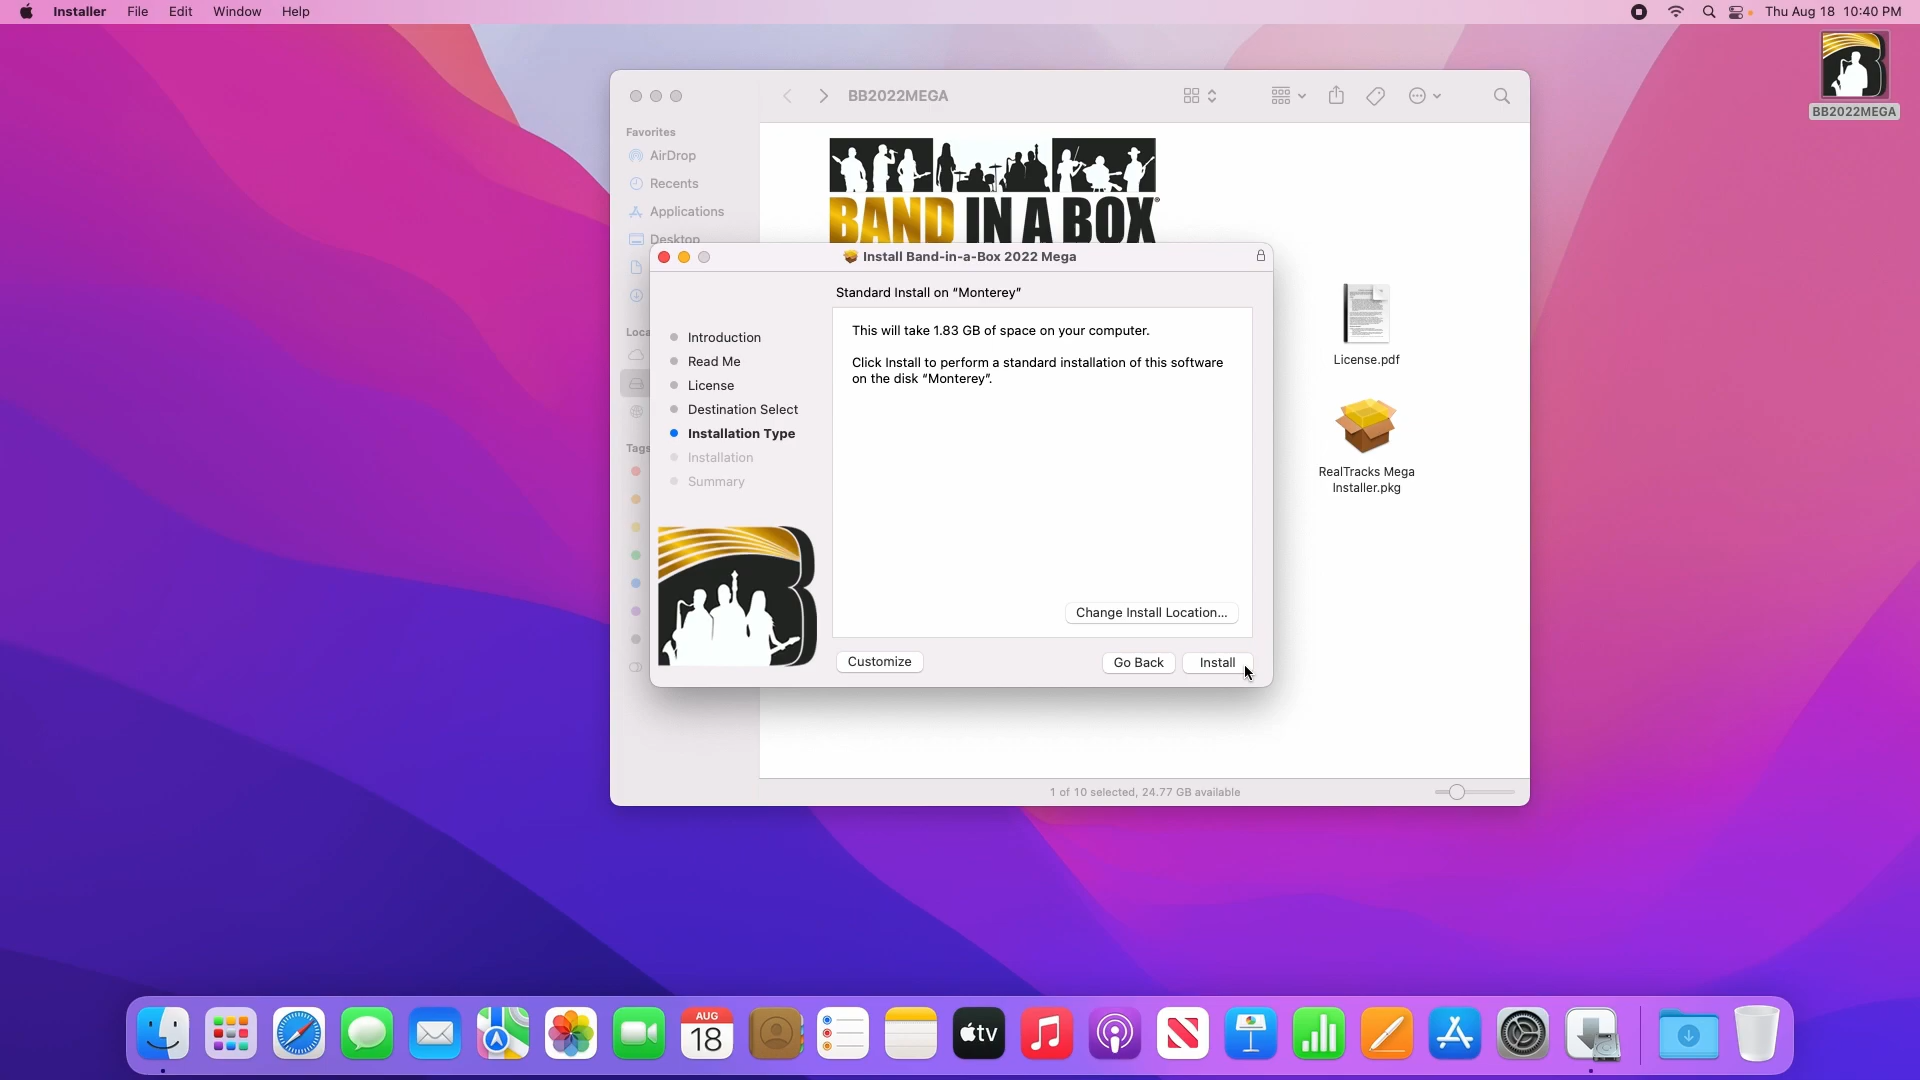 Installer File Edit Window Help
Thu Aug 18 10:40 PM
BB2022MEGA
BB2022MEGA
Favorites
AirDrop
Recents
Applications
Desktop
BAND IN A BOX®
Install Band-in-a-Box 2022 Mega
Standard Install on “Monterey”
This will take 1.83 GB of space on your computer.
Click Install to perform a standard installation of this software
on the disk “Monterey”.
Loca
Tags
Introduction
Read Me
License
Destination Select
Installation Type
Installation
Summary
Change Install Location...
Customize
Go Back
Install
License.pdf
RealTracks Mega
Installer.pkg
1 of 10 selected, 24.77 GB available
AUG
18
tv